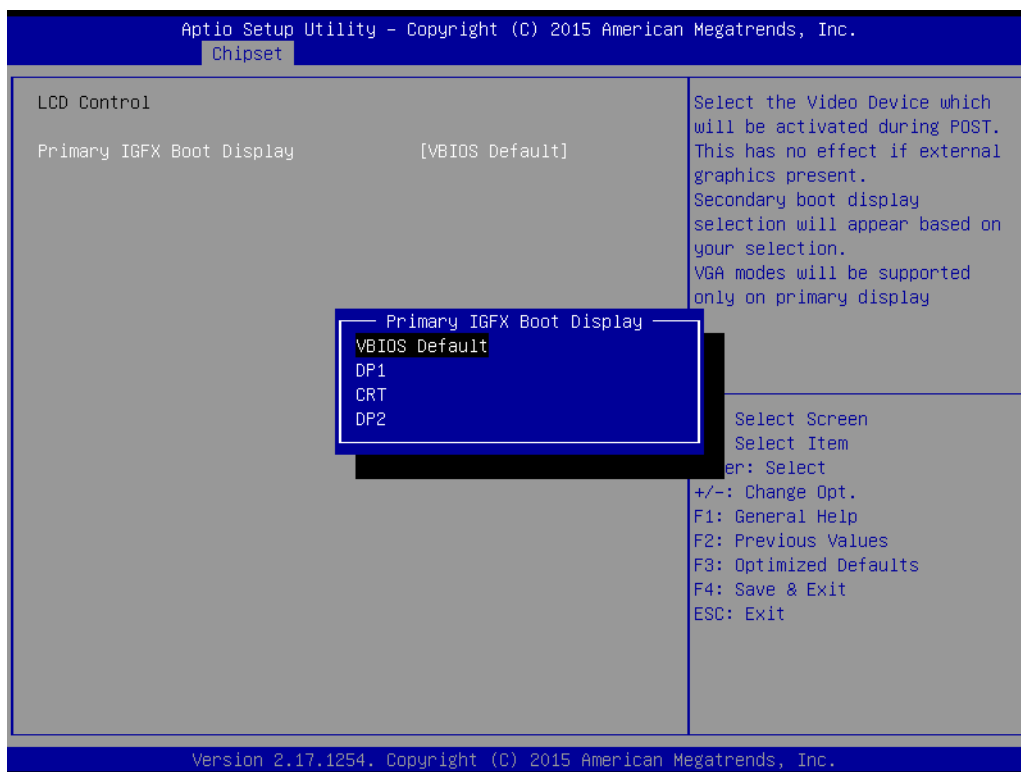 Aptio Setup Utility – Copyright (C) 2015 American Megatrends, Inc.
Chipset
LCD Control
Primary IGFX Boot Display [VBIOS Default]
Select the Video Device which
will be activated during POST.
This has no effect if external
graphics present.
Secondary boot display
selection will appear based on
your selection.
VGA modes will be supported
only on primary display
Primary IGFX Boot Display
VBIOS Default
DP1
CRT
DP2
Select Screen
Select Item
er: Select
+/-: Change Opt.
F1: General Help
F2: Previous Values
F3: Optimized Defaults
F4: Save & Exit
ESC: Exit
Version 2.17.1254. Copyright (C) 2015 American Megatrends, Inc.